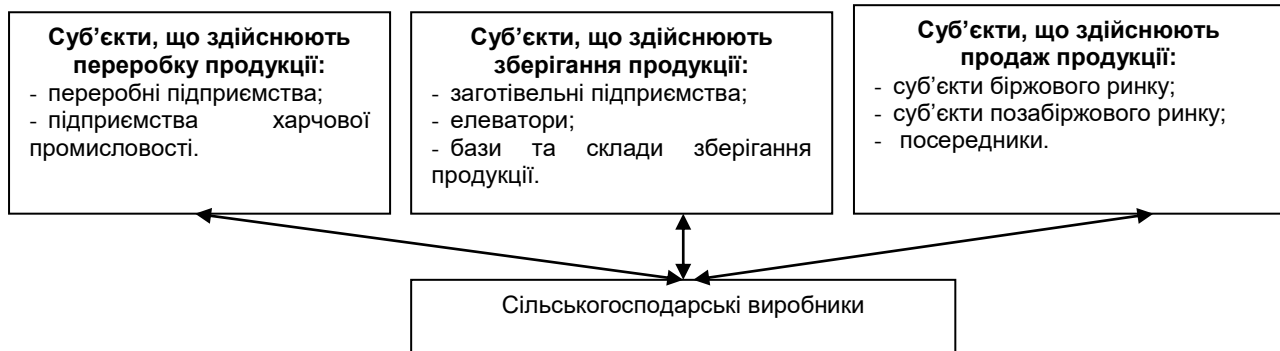 Суб’єкти, що здійснюють
переробку продукції:
- переробні підприємства;
- підприємства харчової
промисловості.
Суб’єкти, що здійснюють
зберігання продукції:
- заготівельні підприємства;
- елеватори;
- бази та склади зберігання
продукції.
Суб’єкти, що здійснюють
продаж продукції:
- суб’єкти біржового ринку;
- суб’єкти позабіржового ринку;
- посередники.
Сільськогосподарські виробники